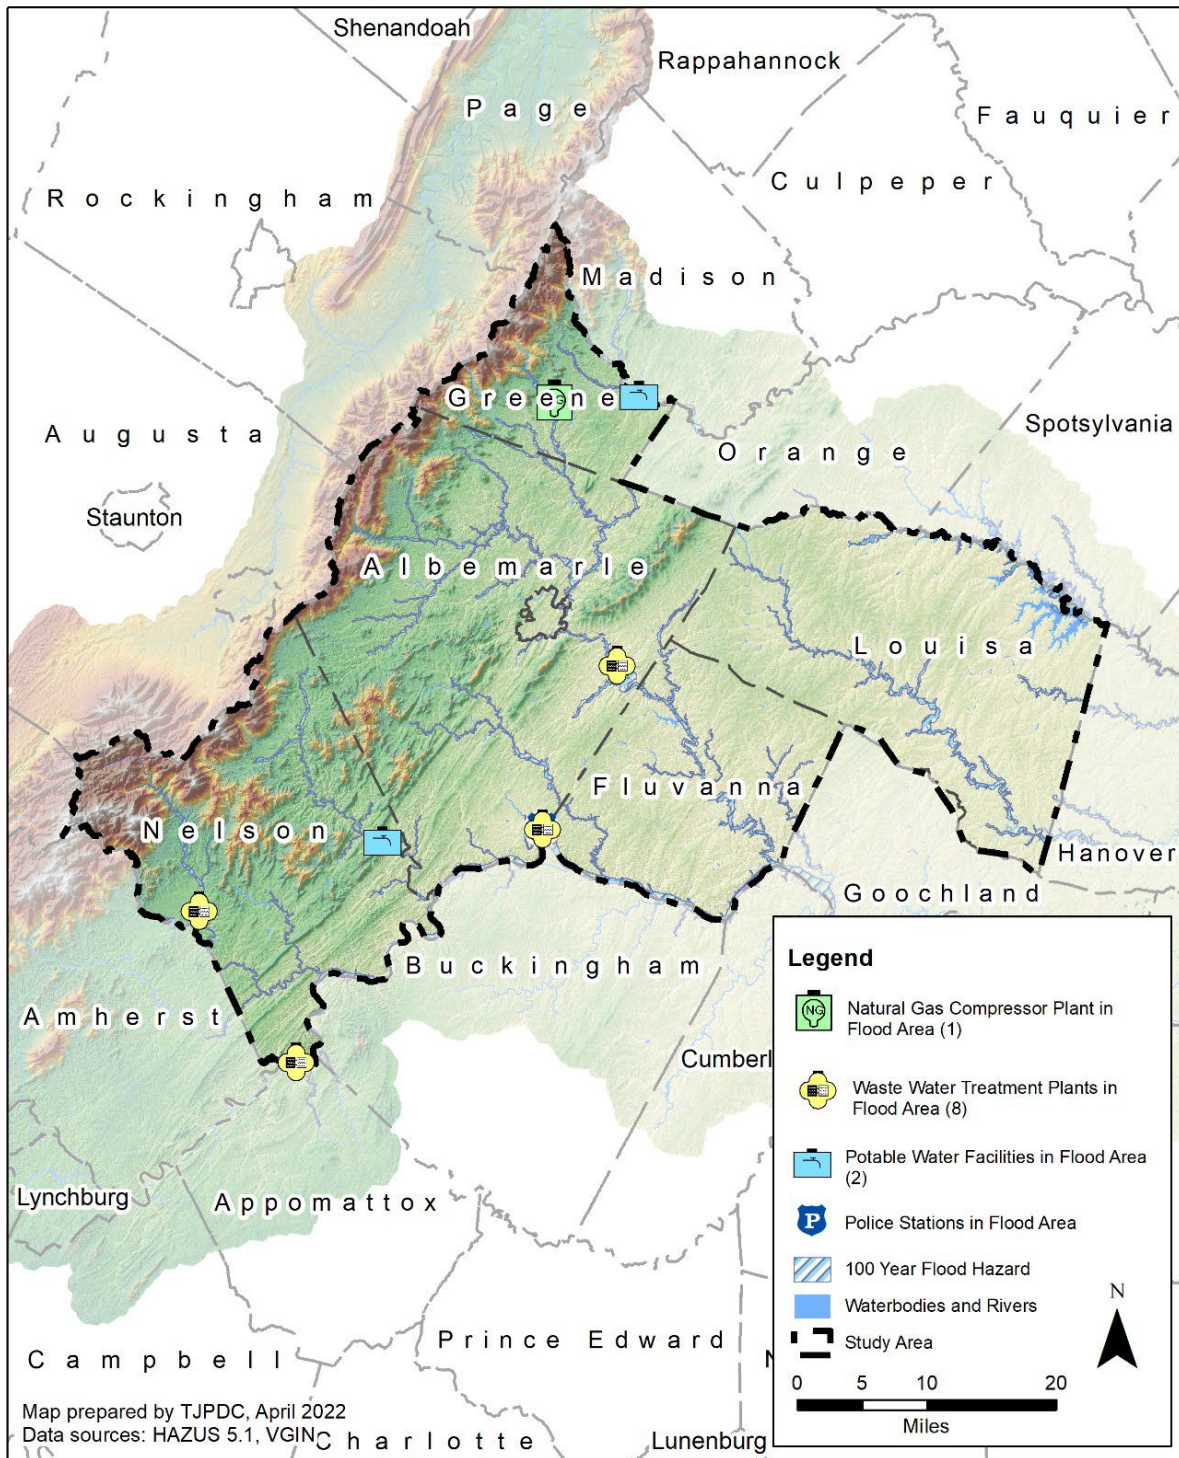 Shenandoah
Rappahannock
Page
Fauquier
Culpeper
Rockingham
Madison
Greene
NG
Augusta
Spotsylvania
Orange
Staunton
Albemarle
Louisa
Fluvanna
Nelson
Hanover
Goochland
Buckingham
Amherst
Cumberl
Lynchburg
Appomattox
Prince Edward
N
Campbell
Charlotte
Lunenburg
Map prepared by TJPDC, April 2022
Data sources: HAZUS 5.1, VGIN
Legend
NG
Natural Gas Compressor Plant in
Flood Area (1)
Waste Water Treatment Plants in
Flood Area (8)
Potable Water Facilities in Flood Area
(2)
P
Police Stations in Flood Area
100 Year Flood Hazard
Waterbodies and Rivers
Study Area
N
0 5 10 20
Miles